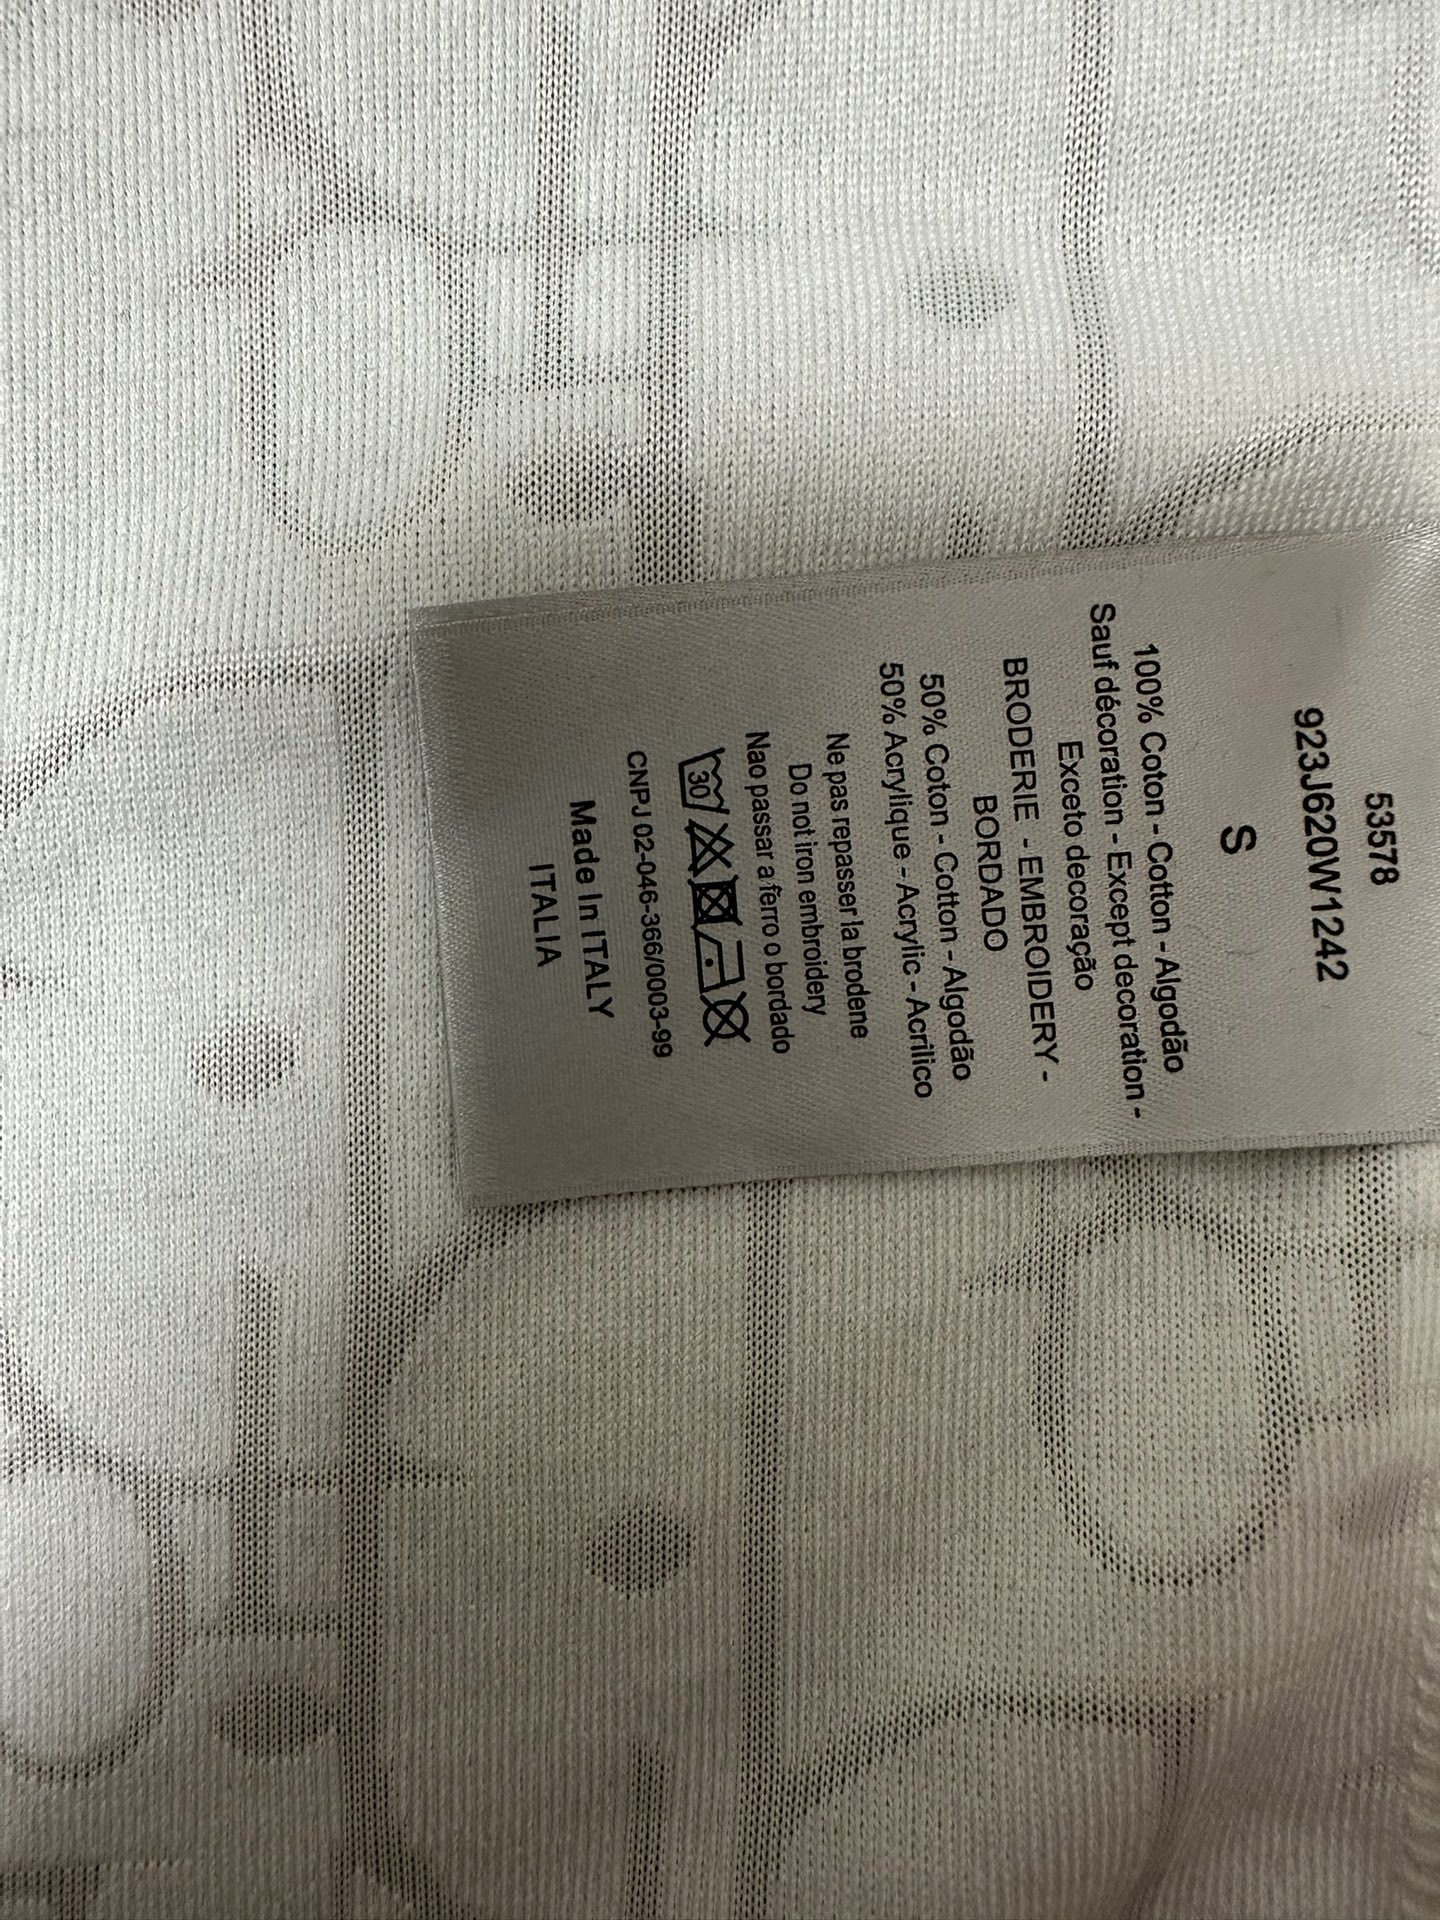 53578
923J620W1242
S
100% Coton - Cotton - Algodão
Sauf décoration - Except decoration -
Exceto decoração
BRODERIE - EMBROIDERY -
BORDADO
50% Coton - Cotton - Algodão
50% Acrylique - Acrylic - Acrilico
Ne pas repasser la brodene
Do not iron embroidery
Nao passar a ferro o bordado
30
CNPJ 02-046-366/0003-99
Made In ITALY
ITALIA